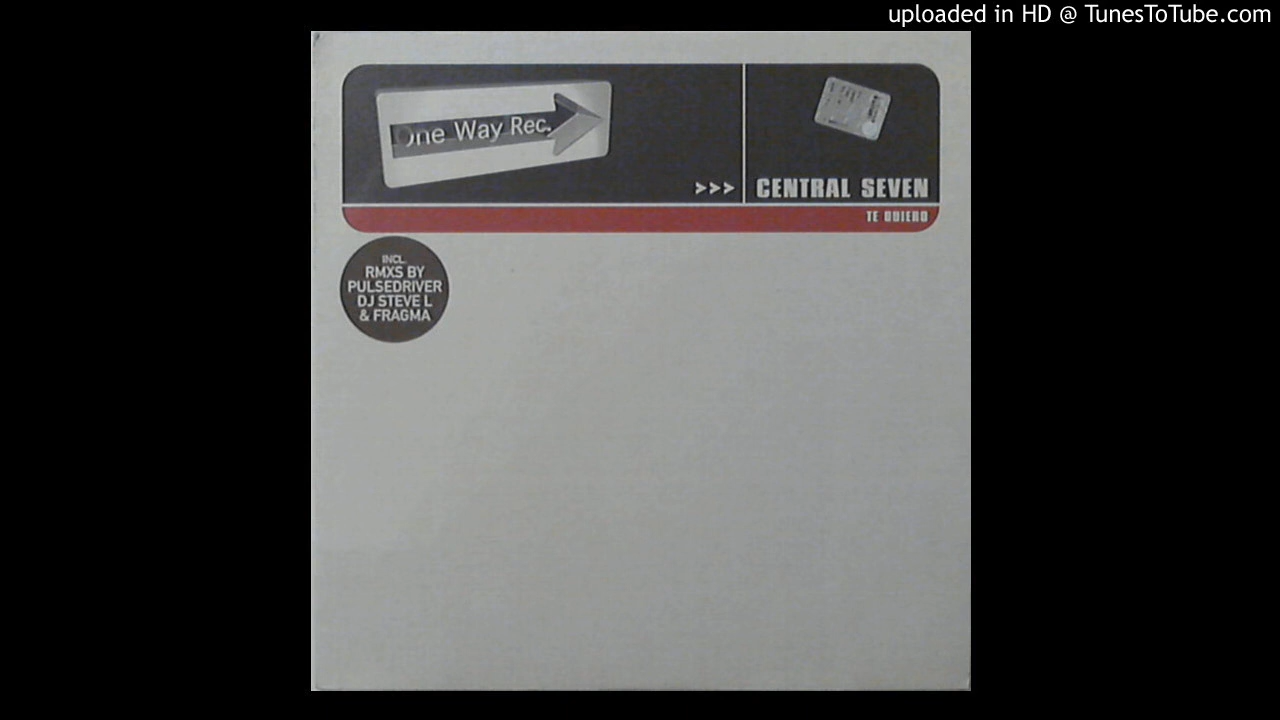 uploaded in HD @ TunesToTube.com
One Way Rec.
>>> CENTRAL SEVEN
TE QUIERO
INCL.
RMXS BY
PULSEDRIVER
DJ STEVE L
& FRAGMA